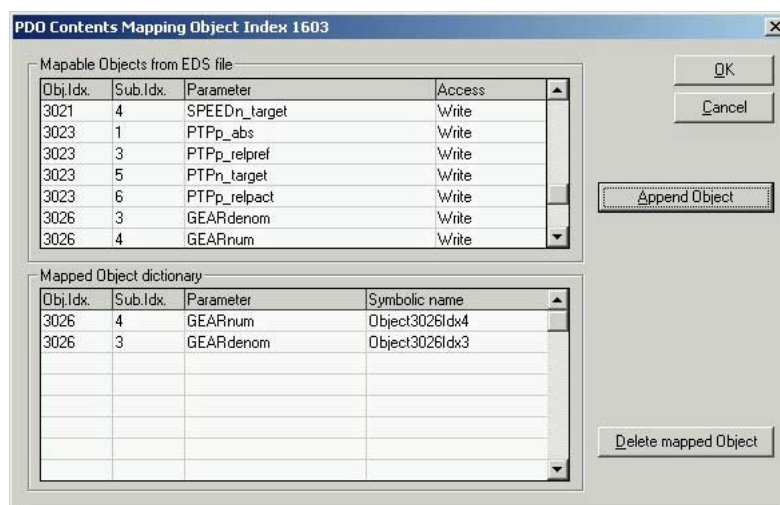 PDO Contents Mapping Object Index 1603
Mapable Objects from EDS file
Obj.Idx. Sub.Idx. Parameter Access
3021 4 SPEEDn_target Write
3023 1 PTPp_abs Write
3023 3 PTPp_relpref Write
3023 5 PTPn_target Write
3023 6 PTPp_relpact Write
3026 3 GEARdenom Write
3026 4 GEARnum Write
OK
Cancel
Append Object
Mapped Object dictionary
Obj.Idx. Sub.Idx. Parameter Symbolic name
3026 4 GEARnum Object3026Idx4
3026 3 GEARdenom Object3026Idx3
Delete mapped Object